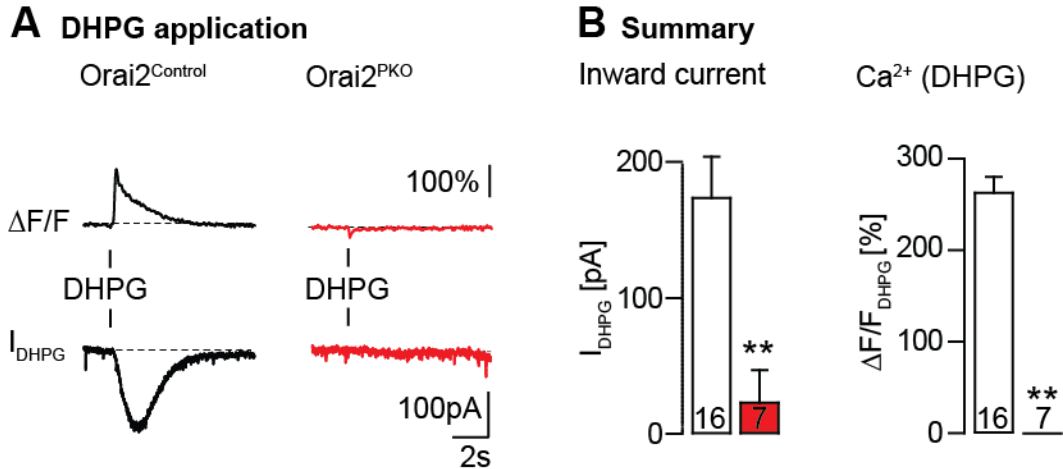 A DHPG application
Orai2Control
Orai2PKO
100%
ΔF/F
DHPG
DHPG
IDHPG
100pA
2s
B Summary
Inward current
Ca2+ (DHPG)
200
100
0
IDHPG [pA]
16
**
7
300
200
100
0
ΔF/FDHPG [%]
16
**
7